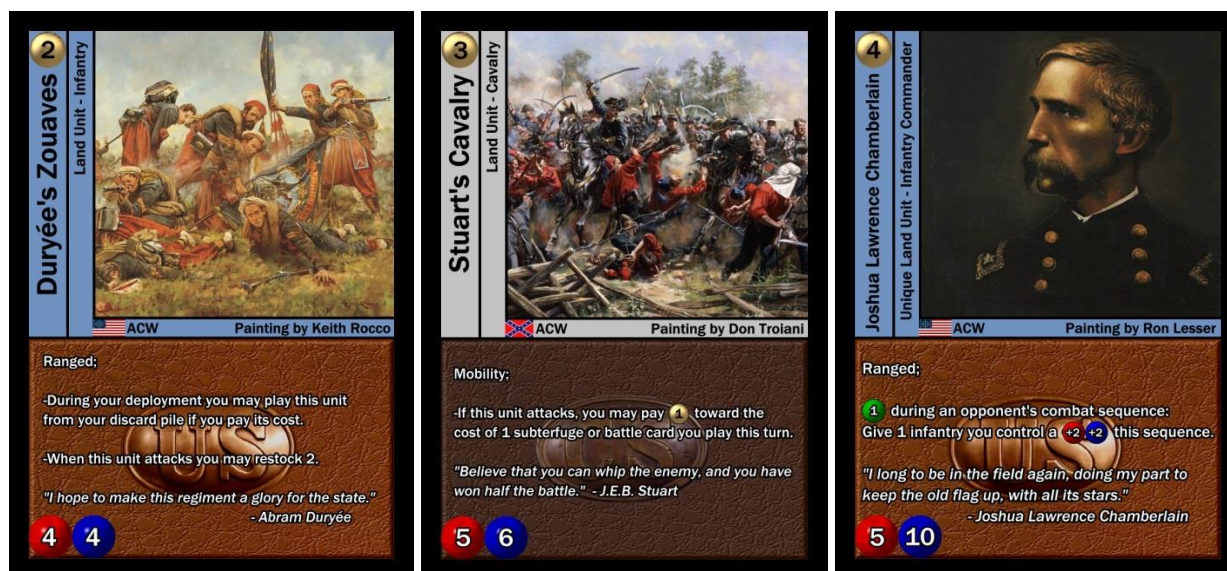 2
Duryée's Zouaves
Land Unit - Infantry
ACW Painting by Keith Rocco
Ranged;
-During your deployment you may play this unit
from your discard pile if you pay its cost.
-When this unit attacks you may restock 2.
"I hope to make this regiment a glory for the state."
- Abram Duryée
US
4 4
3
Stuart's Cavalry
Land Unit - Cavalry
ACW Painting by Don Troiani
Mobility;
-If this unit attacks, you may pay 1 toward the
cost of 1 subterfuge or battle card you play this turn.
"Believe that you can whip the enemy, and you have
won half the battle." - J.E.B. Stuart
5 6
4
Joshua Lawrence Chamberlain
Unique Land Unit - Infantry Commander
ACW Painting by Ron Lesser
Ranged;
1 during an opponent's combat sequence:
Give 1 infantry you control a +2 +2 this sequence.
"I long to be in the field again, doing my part to
keep the old flag up, with all its stars."
- Joshua Lawrence Chamberlain
US
5 10